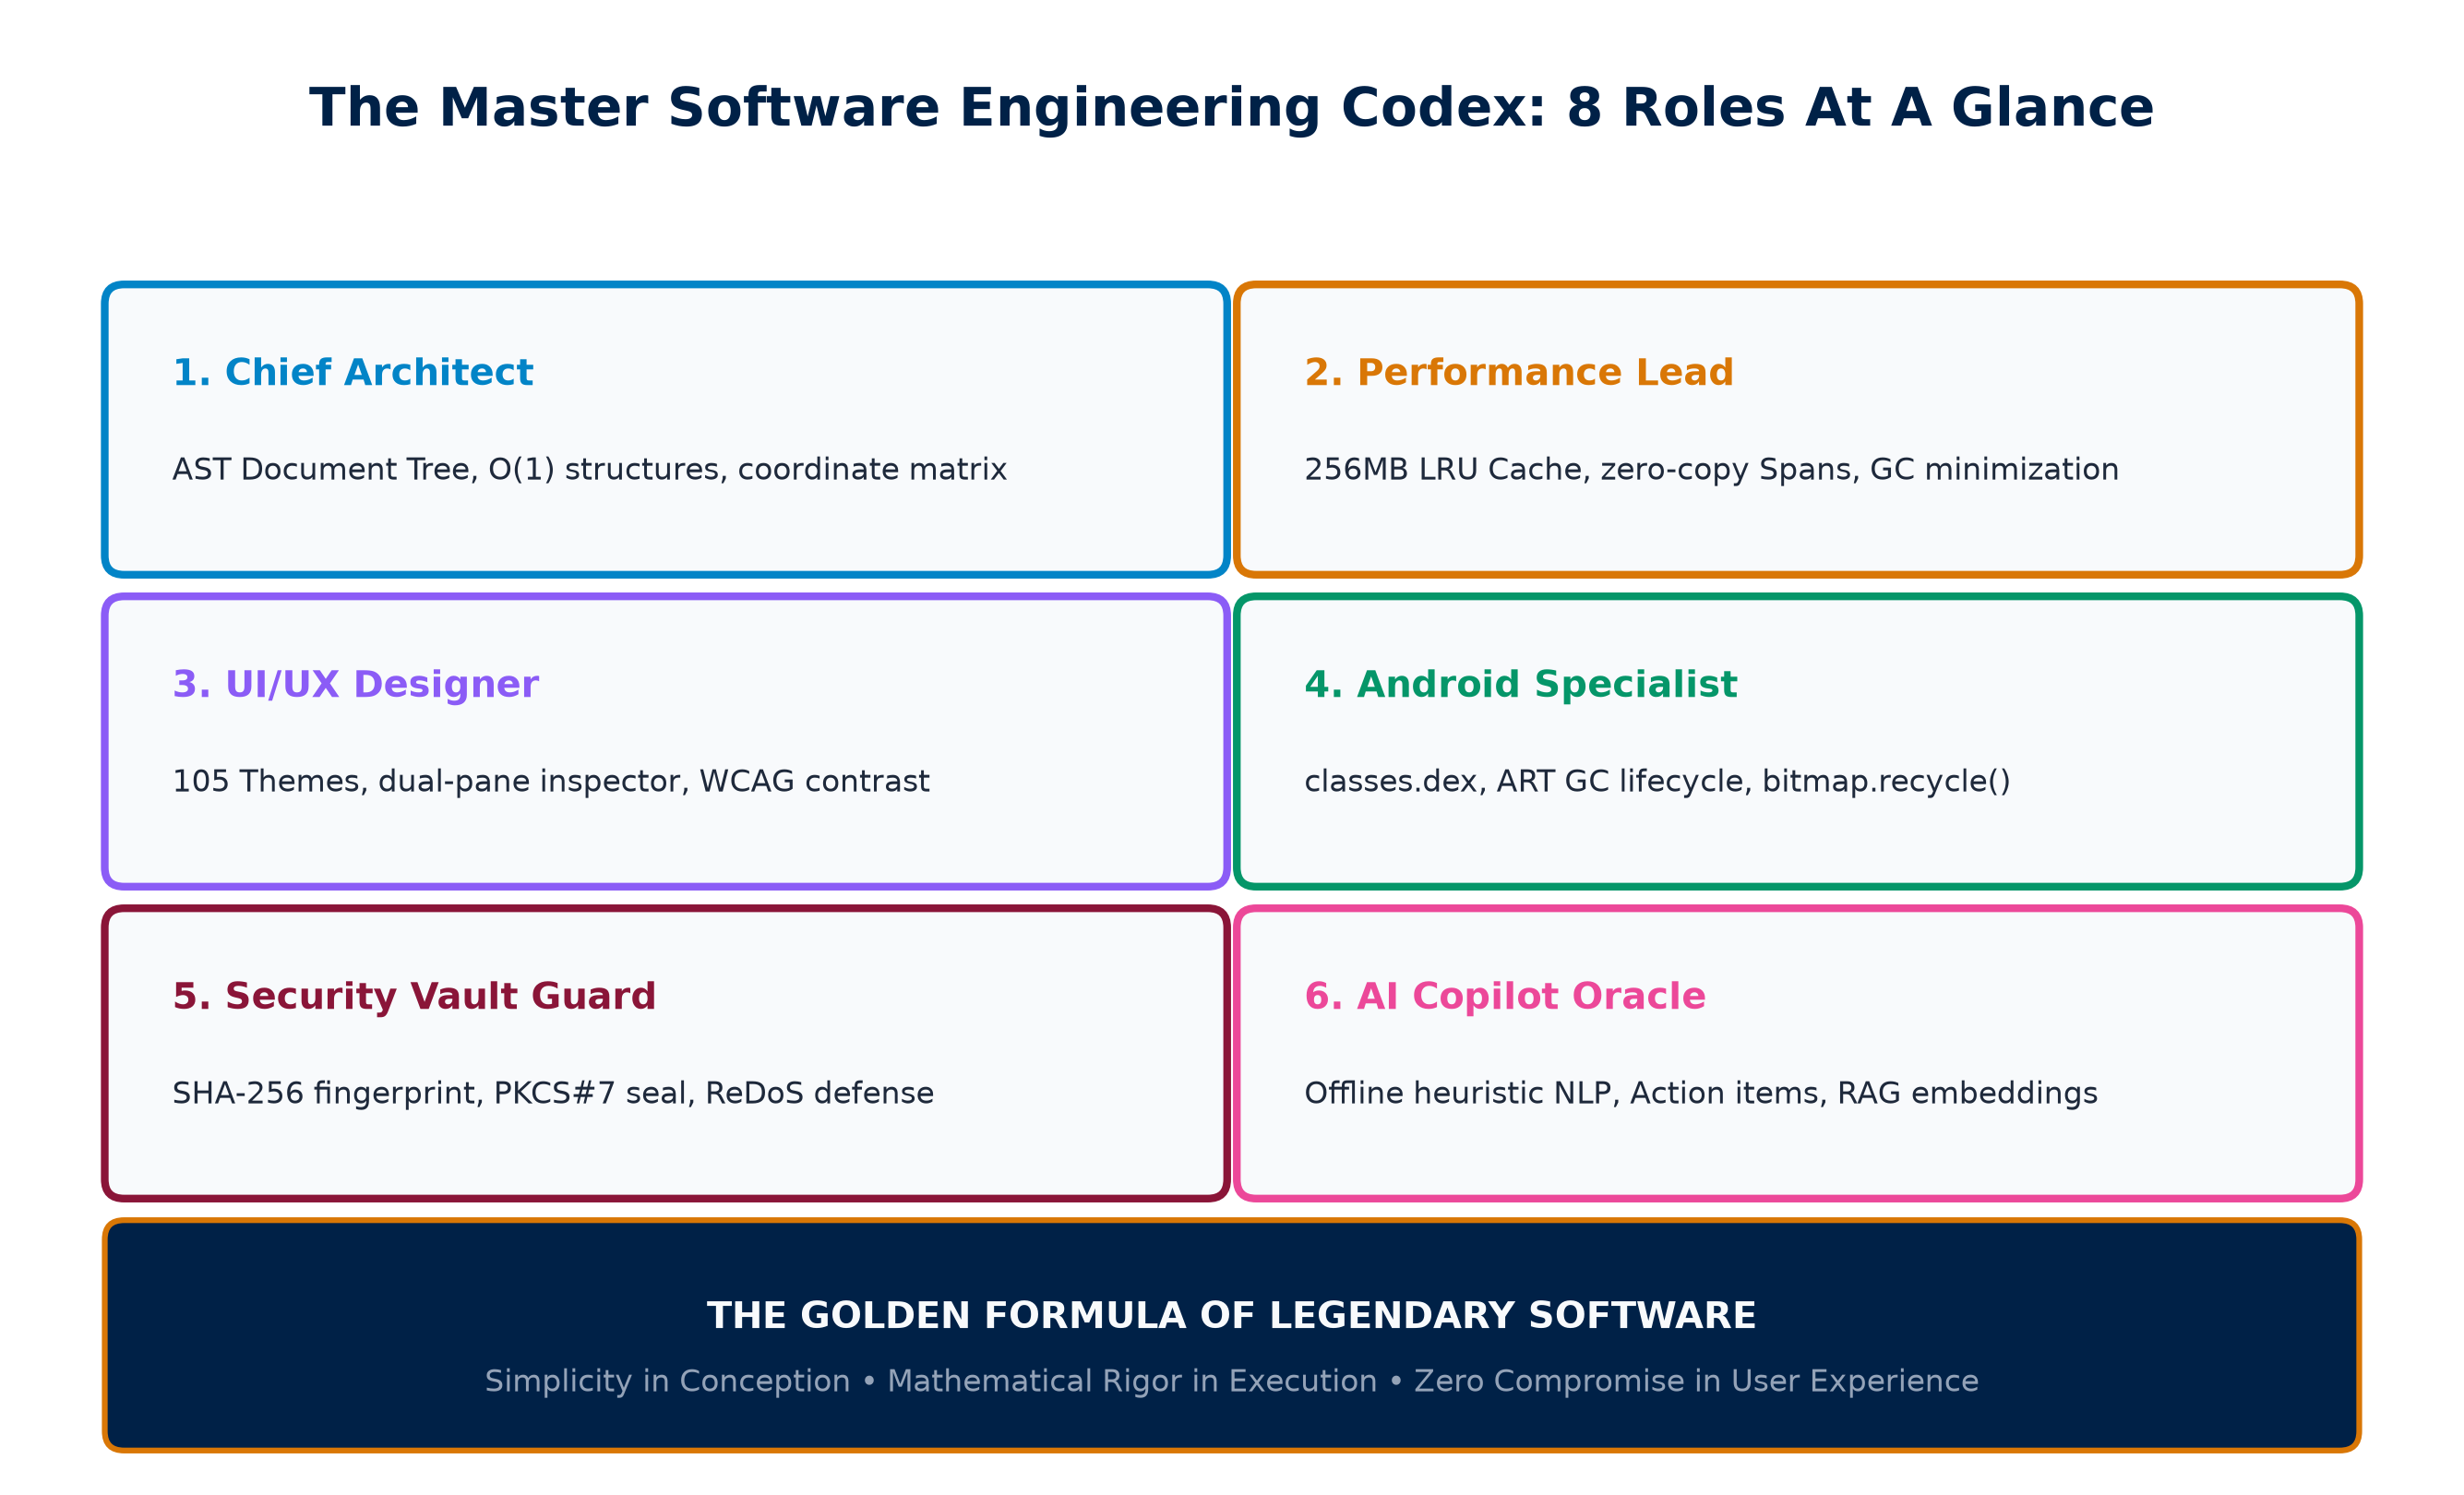 The Master Software Engineering Codex: 8 Roles At A Glance
1. Chief Architect
AST Document Tree, O(1) structures, coordinate matrix
2. Performance Lead
256MB LRU Cache, zero-copy Spans, GC minimization
3. UI/UX Designer
105 Themes, dual-pane inspector, WCAG contrast
4. Android Specialist
classes.dex, ART GC lifecycle, bitmap.recycle()
5. Security Vault Guard
SHA-256 fingerprint, PKCS#7 seal, ReDoS defense
6. AI Copilot Oracle
Offline heuristic NLP, Action items, RAG embeddings
THE GOLDEN FORMULA OF LEGENDARY SOFTWARE
Simplicity in Conception • Mathematical Rigor in Execution • Zero Compromise in User Experience